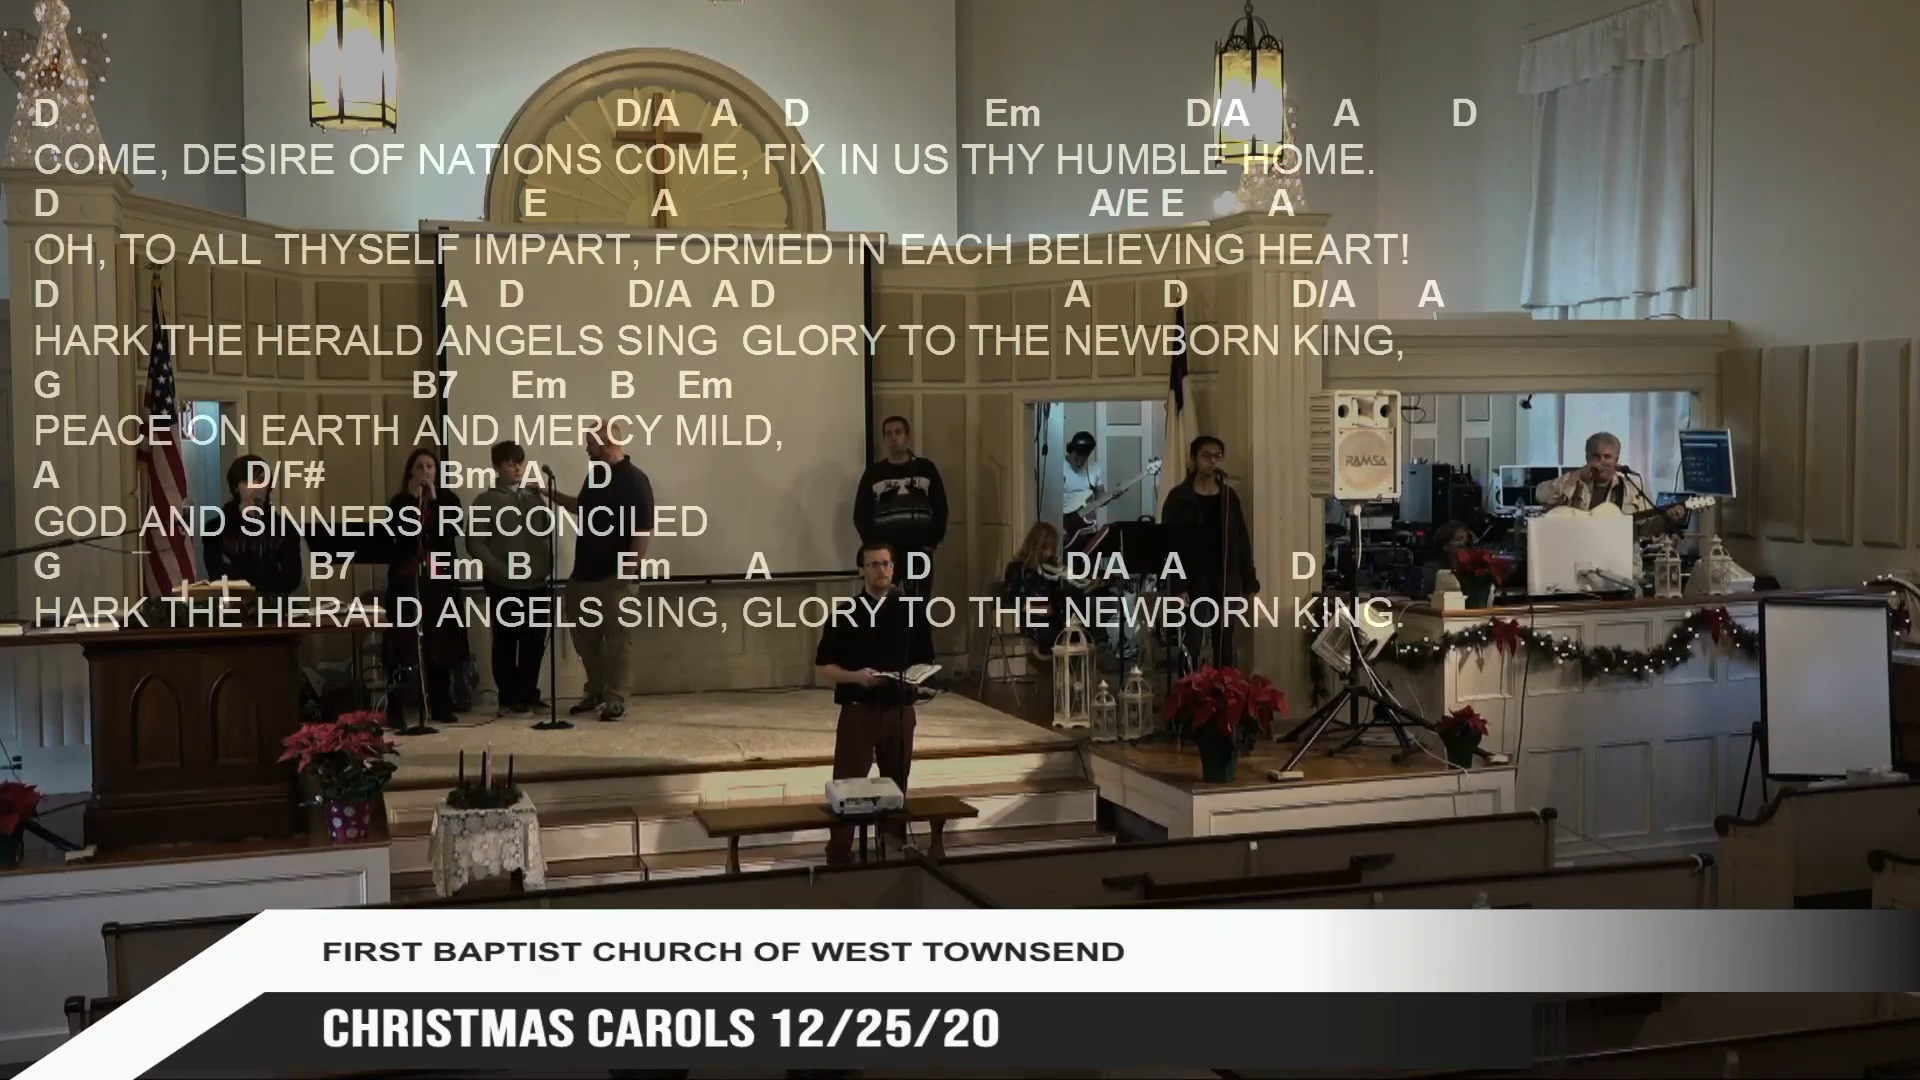 D D/A A D Em D/A A D
COME, DESIRE OF NATIONS COME, FIX IN US THY HUMBLE HOME.
D E A A/E E A
OH, TO ALL THYSELF IMPART, FORMED IN EACH BELIEVING HEART!
D A D D/A A D A D D/A A
HARK THE HERALD ANGELS SING GLORY TO THE NEWBORN KING,
G B7 Em B Em
PEACE ON EARTH AND MERCY MILD,
A D/F# Bm A D
GOD AND SINNERS RECONCILED
G B7 Em B Em A D D/A A D
HARK THE HERALD ANGELS SING, GLORY TO THE NEWBORN KING.
RAMSA
FIRST BAPTIST CHURCH OF WEST TOWNSEND
CHRISTMAS CAROLS 12/25/20